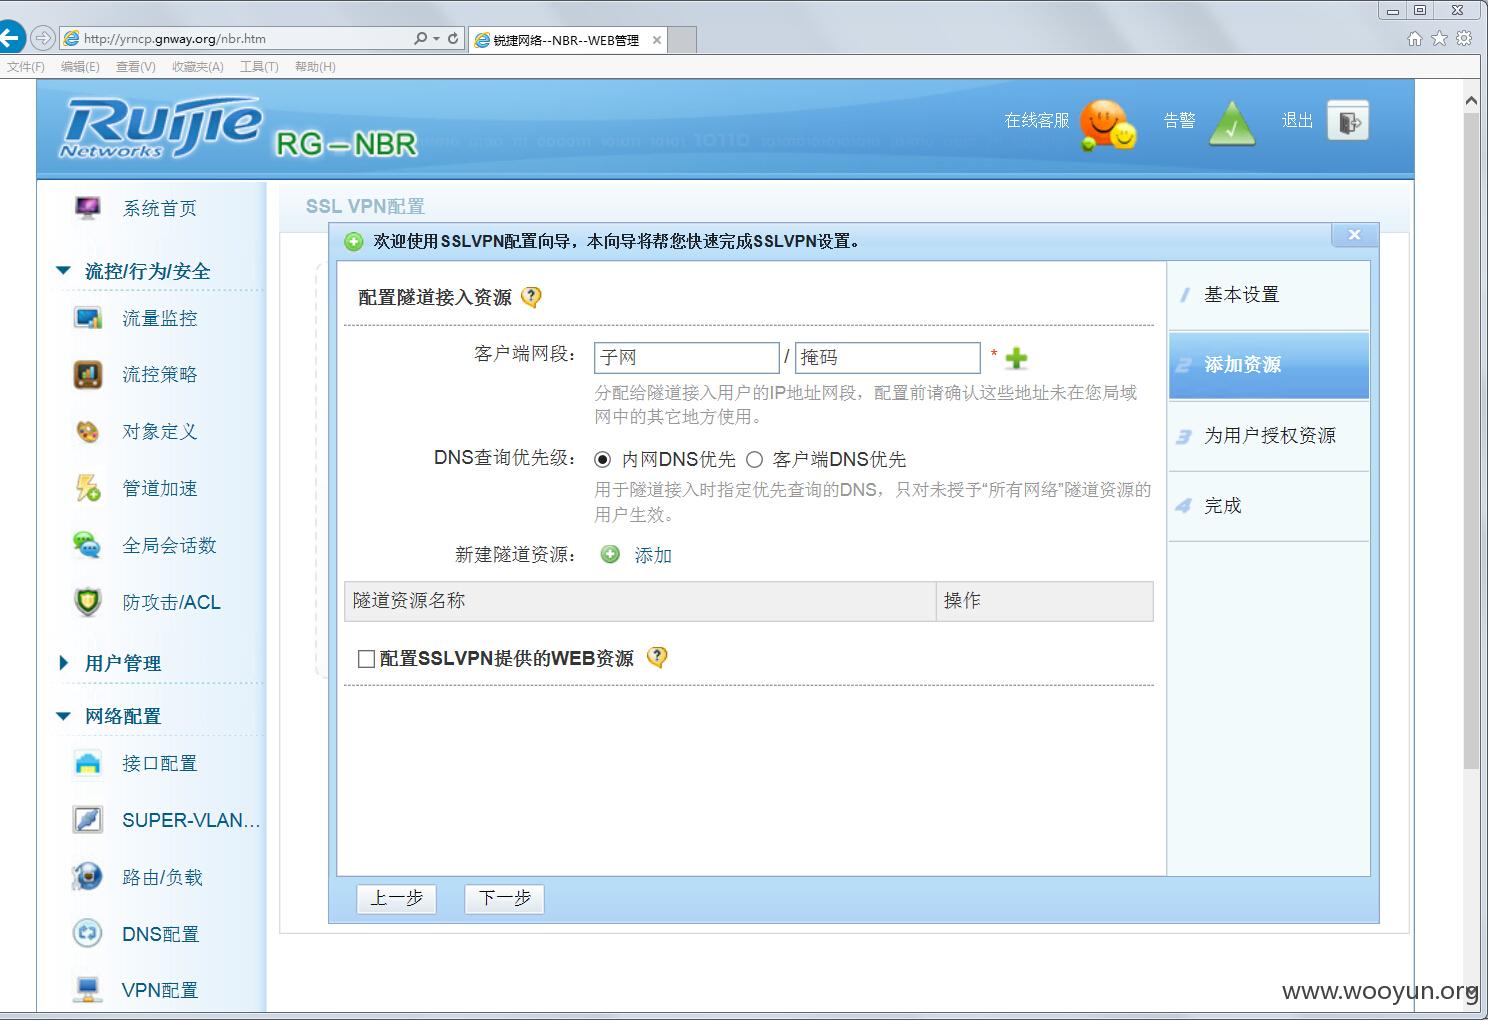 http://yrncp.gnway.org/nbr.htm
锐捷网络--NBR--WEB管理
文件(F) 编辑(E) 查看(V) 收藏夹(A) 工具(T) 帮助(H)
Ruijie
Networks
RG-NBR
在线客服
告警
退出
系统首页
流控/行为/安全
流量监控
流控策略
对象定义
管道加速
全局会话数
防攻击/ACL
用户管理
网络配置
接口配置
SUPER-VLAN...
路由/负载
DNS配置
VPN配置
SSL VPN配置
欢迎使用SSLVPN配置向导，本向导将帮您快速完成SSLVPN设置。
配置隧道接入资源
客户端网段： 子网 / 掩码 *
分配给隧道接入用户的IP地址网段，配置前请确认这些地址未在您局域
网中的其它地方使用。
DNS查询优先级： 内网DNS优先 客户端DNS优先
用于隧道接入时指定优先查询的DNS，只对未授予“所有网络”隧道资源的
用户生效。
新建隧道资源： 添加
隧道资源名称 操作
配置SSLVPN提供的WEB资源
上一步 下一步
1 基本设置
2 添加资源
3 为用户授权资源
4 完成
www.wooyun.org